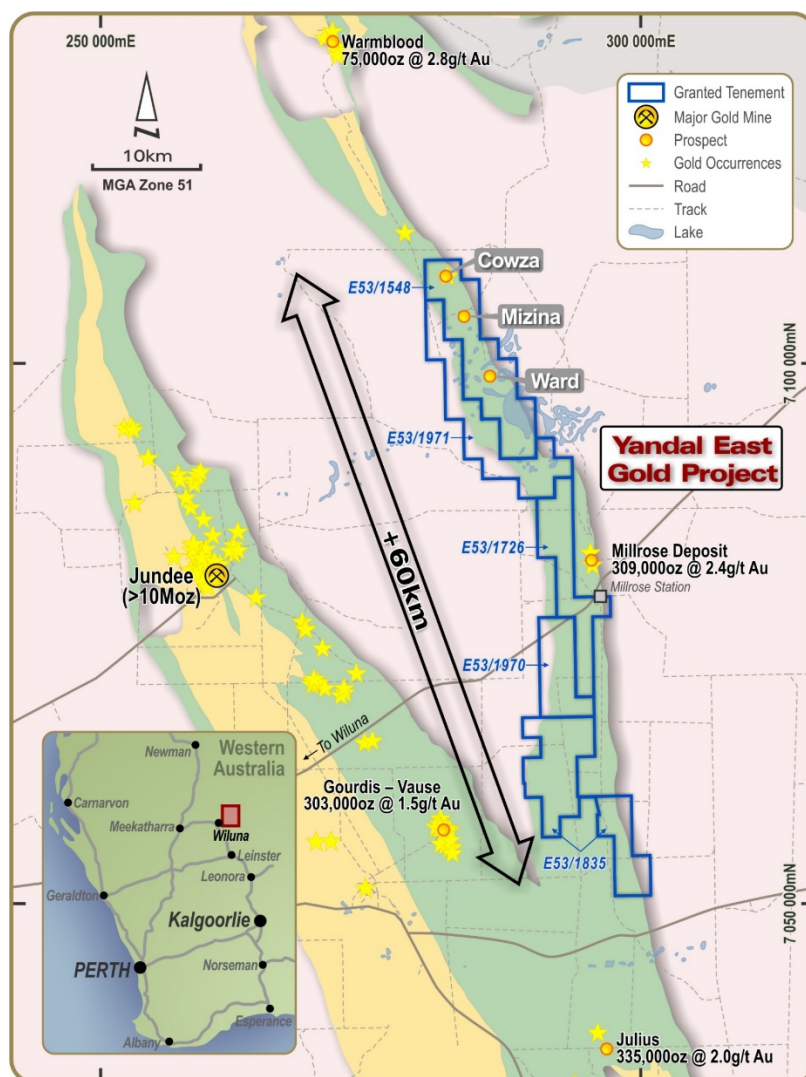 250 000mE
300 000mE
Warmblood
75,000oz @ 2.8g/t Au
N
10km
MGA Zone 51
Granted Tenement
Major Gold Mine
Prospect
Gold Occurrences
Road
Track
Lake
Cowza
E53/1548
Mizina
Ward
7 100 000mN
E53/1971
Yandal East
Gold Project
+60km
E53/1726
Millrose Deposit
309,000oz @ 2.4g/t Au
Millrose Station
Jundee
(>10Moz)
E53/1970
To Wiluna
Gourdis – Vause
303,000oz @ 1.5g/t Au
E53/1835
7 050 000mN
Julius
335,000oz @ 2.0g/t Au
Western
Australia
Newman
Carnarvon
Meekatharra
Wiluna
Leinster
Leonora
Geraldton
Kalgoorlie
PERTH
Norseman
Esperance
Albany